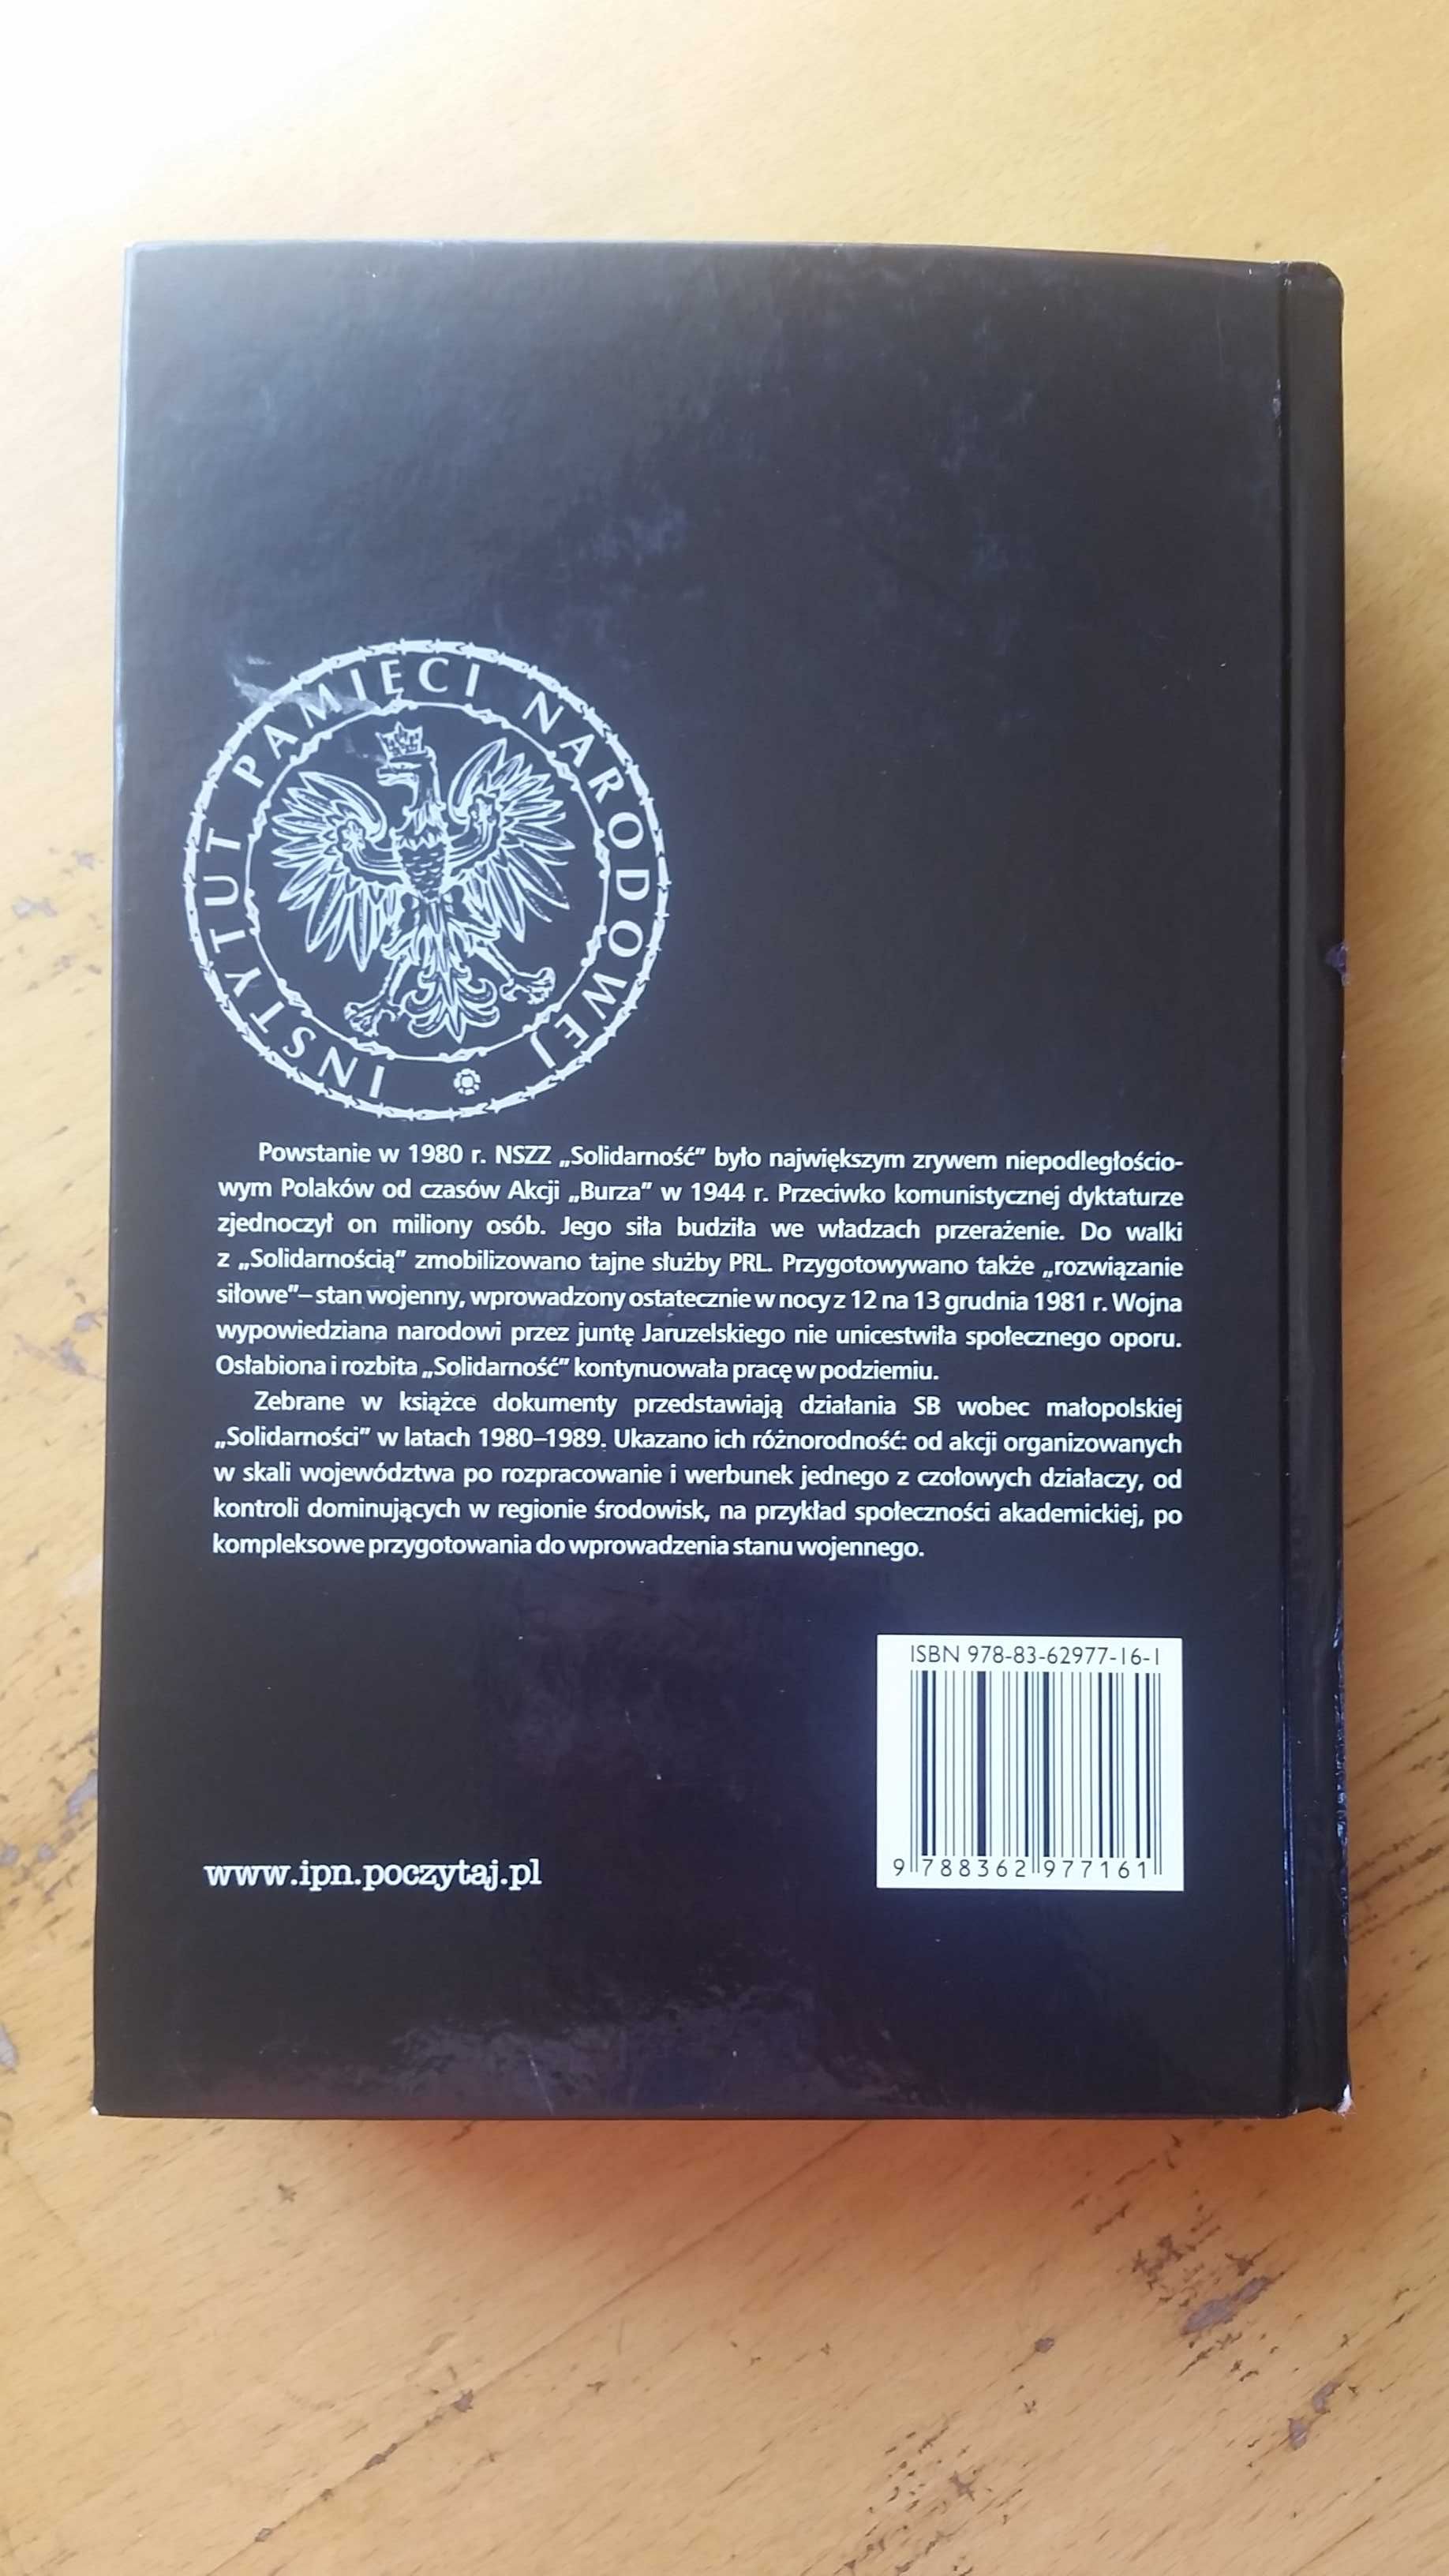 INSTYTUT PAMIĘCI NARODOWEJ
Powstanie w 1980 r. NSZZ „Solidarność” było największym zrywem niepodległościo-
wym Polaków od czasów Akcji „Burza” w 1944 r. Przeciwko komunistycznej dyktaturze
zjednoczył on miliony osób. Jego siła budziła we władzach przerażenie. Do walki
z „Solidarnością” zmobilizowano tajne służby PRL. Przygotowywano także „rozwiązanie
siłowe”– stan wojenny, wprowadzony ostatecznie w nocy z 12 na 13 grudnia 1981 r. Wojna
wypowiedziana narodowi przez juntę Jaruzelskiego nie unicestwiła społecznego oporu.
Osłabiona i rozbita „Solidarność” kontynuowała pracę w podziemiu.
Zebrane w książce dokumenty przedstawiają działania SB wobec małopolskiej
„Solidarności” w latach 1980–1989. Ukazano ich różnorodność: od akcji organizowanych
w skali województwa po rozpracowanie i werbunek jednego z czołowych działaczy, od
kontroli dominujących w regionie środowisk, na przykład społeczności akademickiej, po
kompleksowe przygotowania do wprowadzenia stanu wojennego.
ISBN 978-83-62977-16-1
9 788362 977161
www.ipn.poczytaj.pl